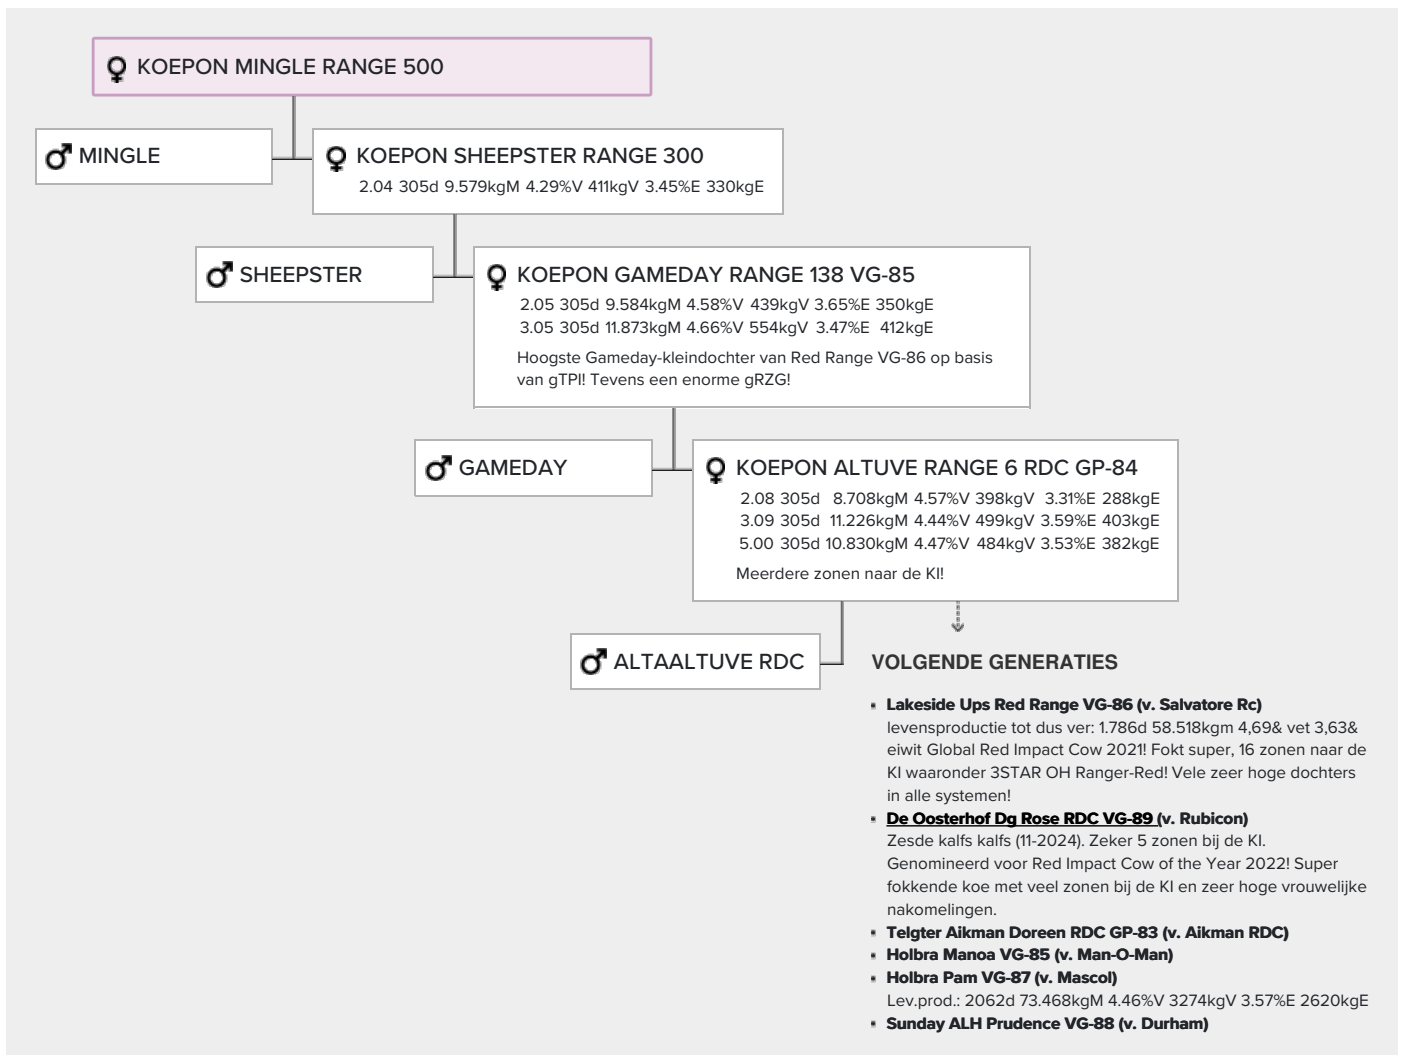 ♀ KOEPON MINGLE RANGE 500
♂ MINGLE
♀ KOEPON SHEEPSTER RANGE 300
2.04 305d 9.579kgM 4.29%V 411kgV 3.45%E 330kgE
♂ SHEEPSTER
♀ KOEPON GAMEDAY RANGE 138 VG-85
2.05 305d 9.584kgM 4.58%V 439kgV 3.65%E 350kgE
3.05 305d 11.873kgM 4.66%V 554kgV 3.47%E 412kgE
Hoogste Gameday-kleindochter van Red Range VG-86 op basis
van gTPI! Tevens een enorme gRZG!
♂ GAMEDAY
♀ KOEPON ALTUVE RANGE 6 RDC GP-84
2.08 305d 8.708kgM 4.57%V 398kgV 3.31%E 288kgE
3.09 305d 11.226kgM 4.44%V 499kgV 3.59%E 403kgE
5.00 305d 10.830kgM 4.47%V 484kgV 3.53%E 382kgE
Meerdere zonen naar de KI!
♂ ALTAALTUVE RDC
VOLGENDE GENERATIES
▪ Lakeside Ups Red Range VG-86 (v. Salvatore Rc)
levensproductie tot dus ver: 1.786d 58.518kgm 4,69& vet 3,63&
eiwit Global Red Impact Cow 2021! Fokt super, 16 zonen naar de
KI waaronder 3STAR OH Ranger-Red! Vele zeer hoge dochters
in alle systemen!
▪ De Oosterhof Dg Rose RDC VG-89 (v. Rubicon)
Zesde kalfs kalfs (11-2024). Zeker 5 zonen bij de KI.
Genomineerd voor Red Impact Cow of the Year 2022! Super
fokkende koe met veel zonen bij de KI en zeer hoge vrouwelijke
nakomelingen.
▪ Telgter Aikman Doreen RDC GP-83 (v. Aikman RDC)
▪ Holbra Manoa VG-85 (v. Man-O-Man)
▪ Holbra Pam VG-87 (v. Mascol)
Lev.prod.: 2062d 73.468kgM 4.46%V 3274kgV 3.57%E 2620kgE
▪ Sunday ALH Prudence VG-88 (v. Durham)